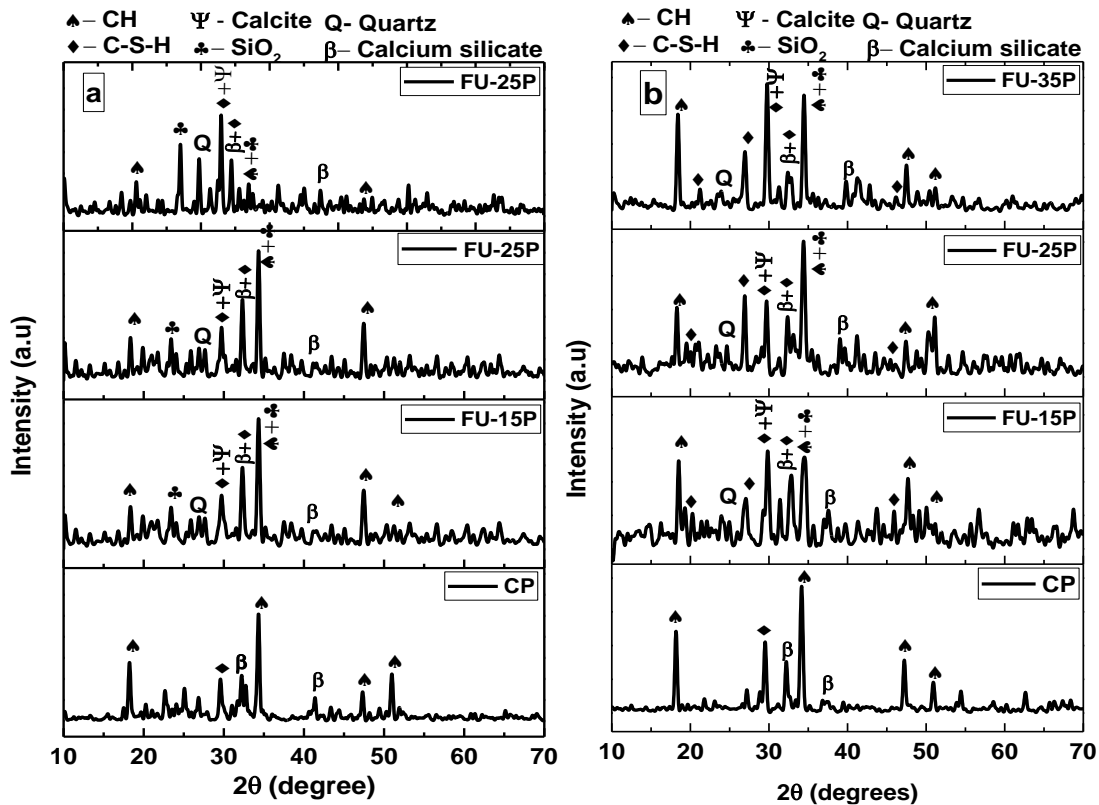 ♠– CH Ψ - Calcite Q- Quartz
♦– C-S-H ♣– SiO₂ β– Calcium silicate
a
FU-25P
♠ ♣ Q ♦+Ψ β+♦ ♠+♣ β ♠
FU-25P
♠ ♣ Q ♦+Ψ β+♦ ♠+♣ β ♠
FU-15P
♠ ♣ Q ♦+Ψ β+♦ ♠+♣ β ♠ ♠
CP
♠ ♦ β ♠ β ♠ ♠
10 20 30 40 50 60 70
2θ (degree)
Intensity (a.u)
♠– CH Ψ - Calcite Q- Quartz
♦– C-S-H ♣– SiO₂ β– Calcium silicate
b
FU-35P
♠ ♦ Q ♦ ♦+Ψ β+♦ ♠+♣ β ♦ ♠ ♠
FU-25P
♠ ♦ Q ♦ ♦+Ψ β+♦ ♠+♣ β ♦ ♠ ♠
FU-15P
♠ ♦ Q ♦ ♦+Ψ β+♦ ♠+♣ β ♦ ♠ ♠
CP
♠ ♦ β ♠ β ♠ ♠
10 20 30 40 50 60 70
2θ (degrees)
Intensity (a.u)